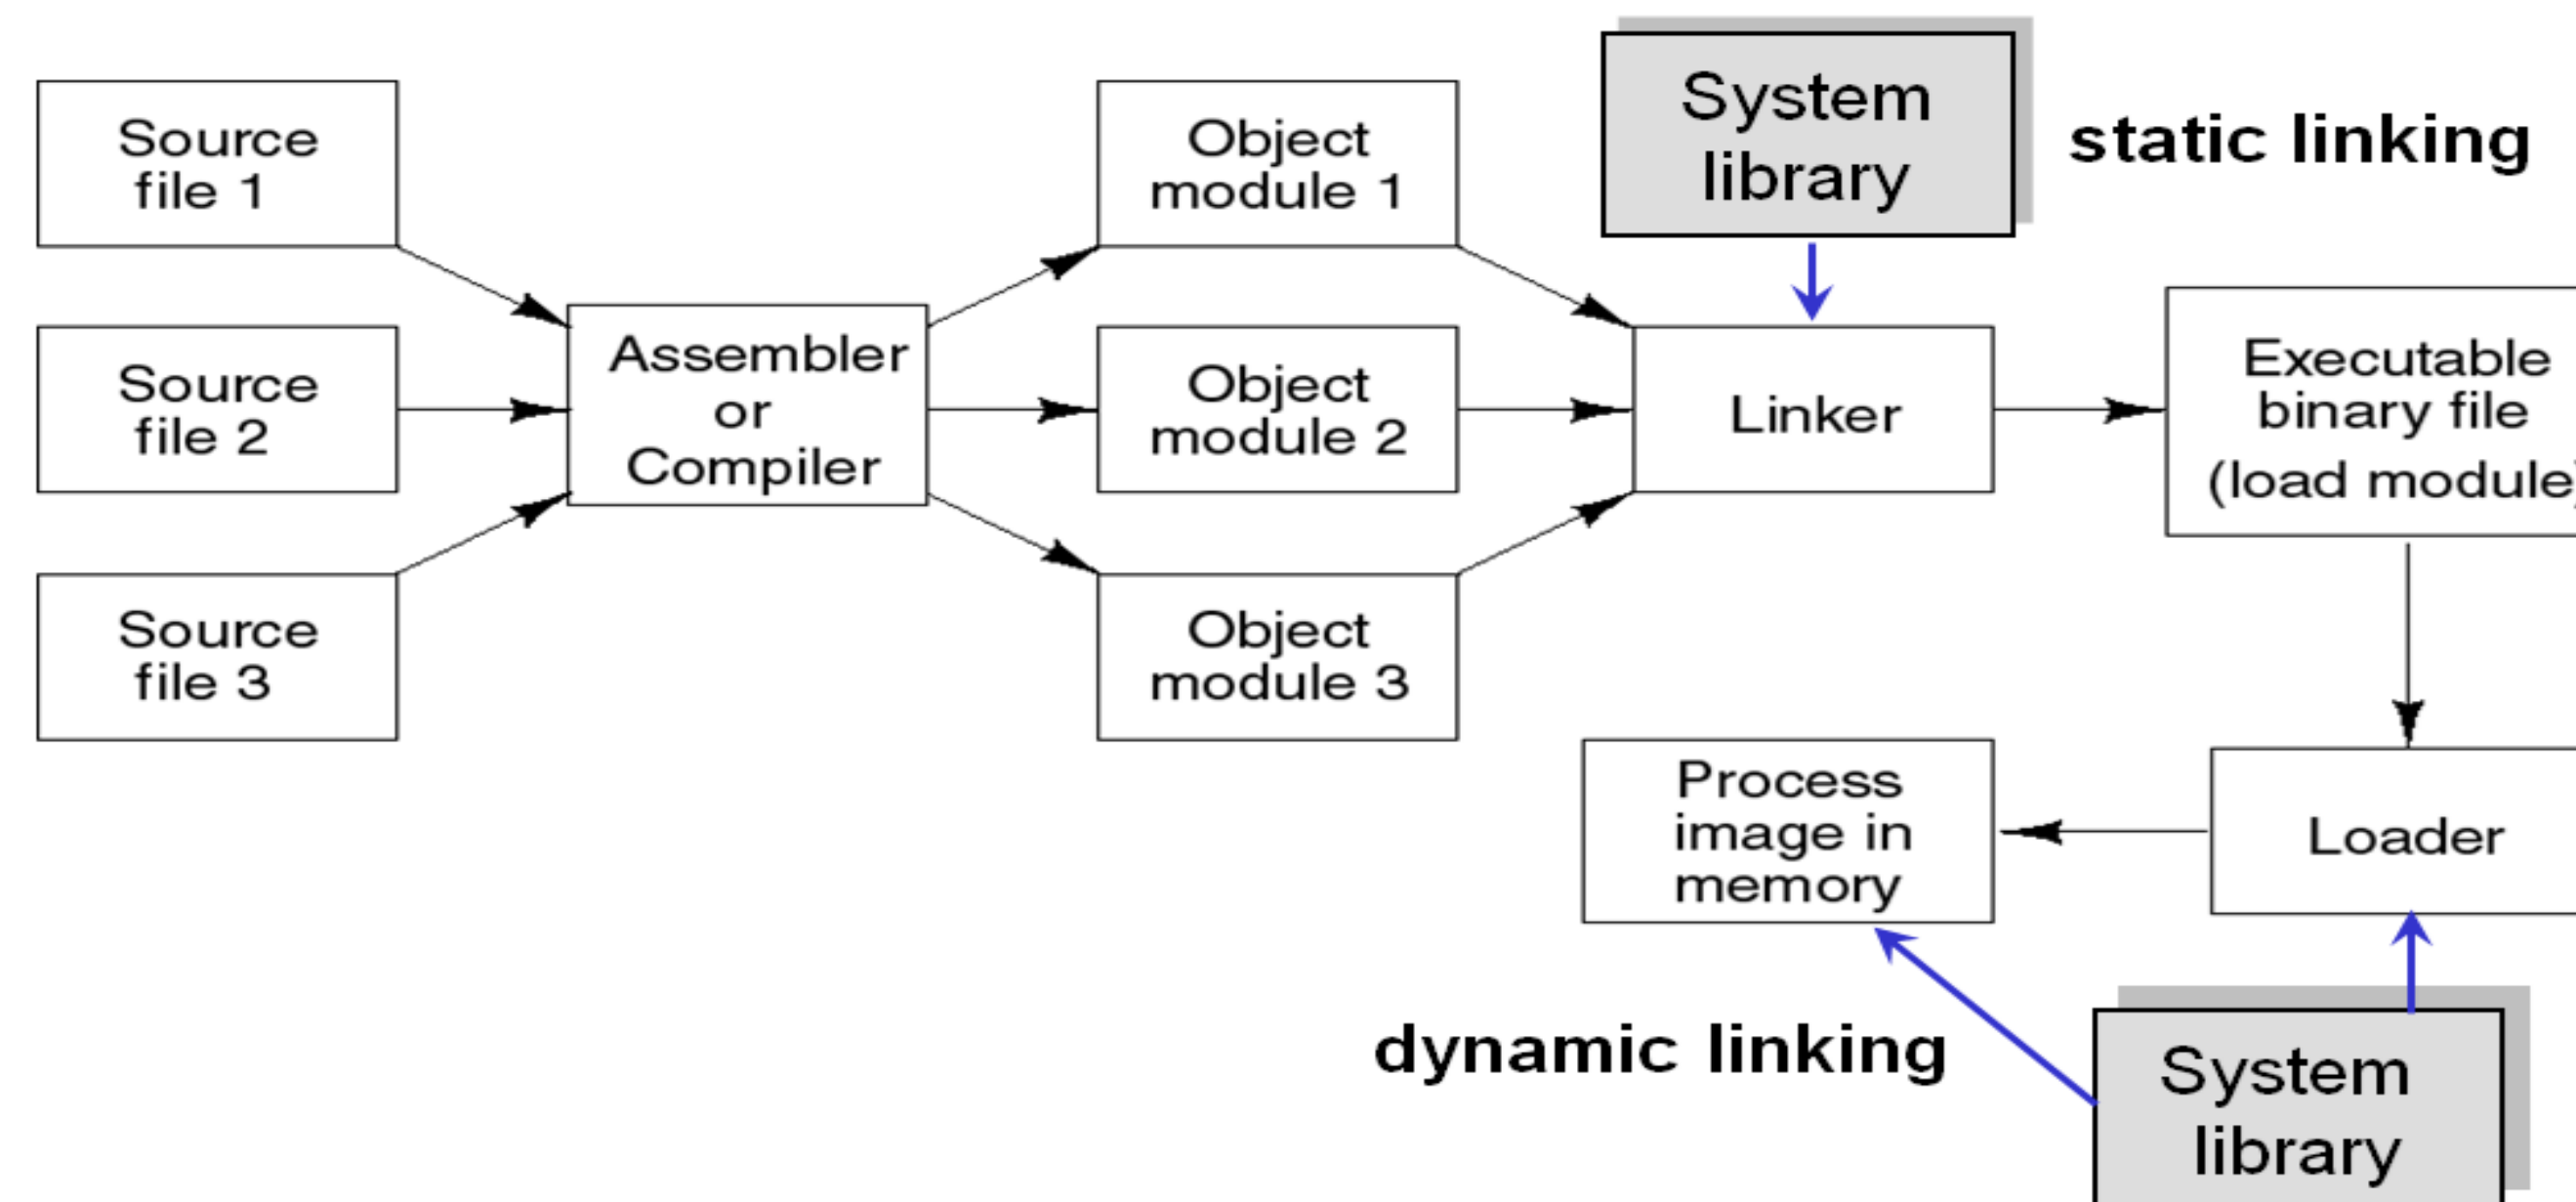 Source
file 1
Source
file 2
Source
file 3
Assembler
or
Compiler
Object
module 1
Object
module 2
Object
module 3
System
library
static linking
Linker
Executable
binary file
(load module)
Loader
Process
image in
memory
dynamic linking
System
library